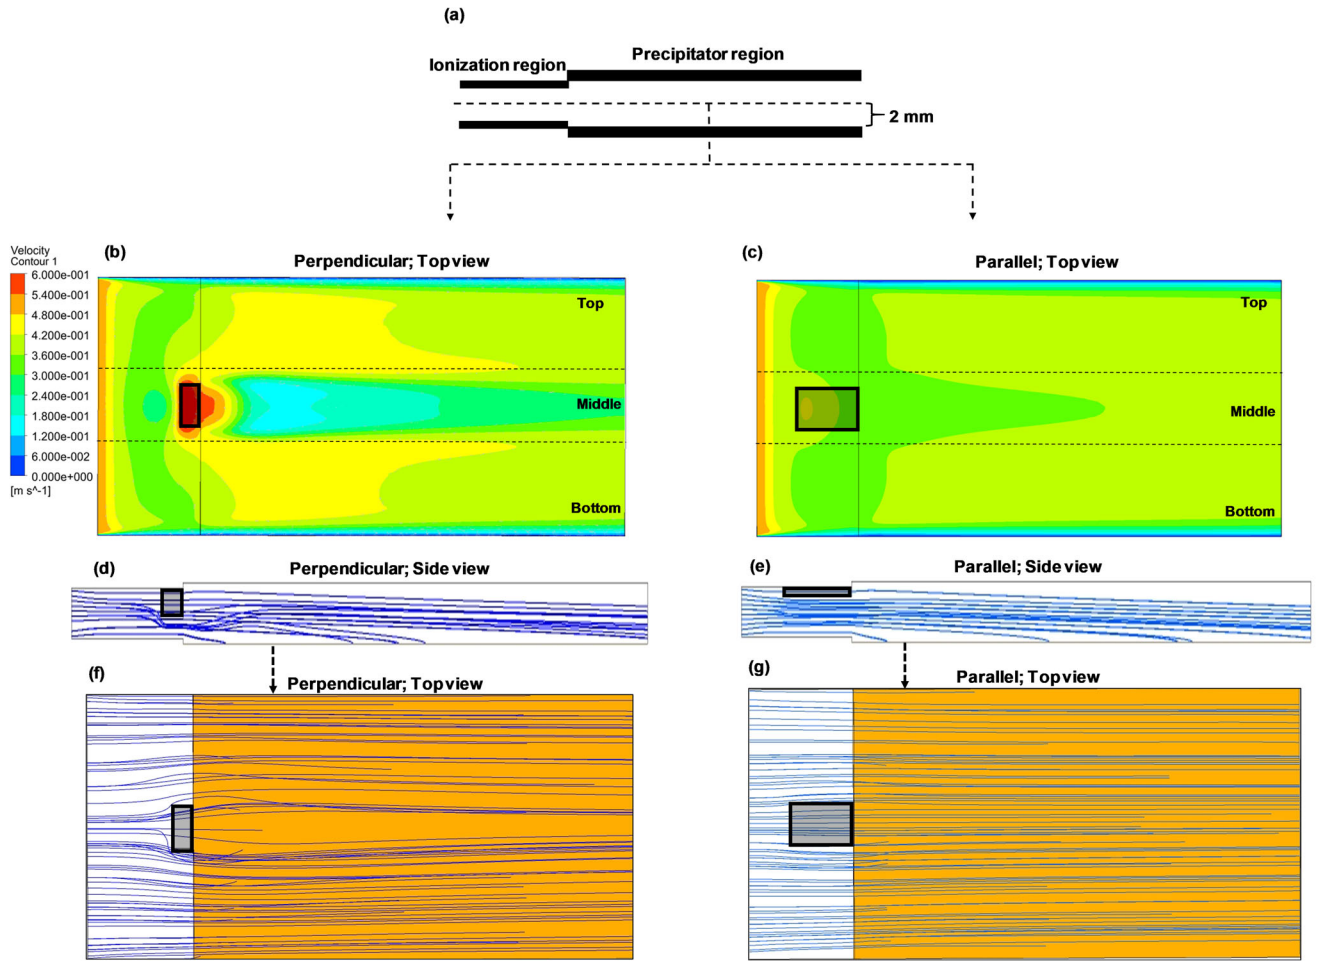 (a)
Ionization region
Precipitator region
2 mm
(b)
Perpendicular; Top view
Velocity
Contour 1
6.000e-001
5.400e-001
4.800e-001
4.200e-001
3.600e-001
3.000e-001
2.400e-001
1.800e-001
1.200e-001
6.000e-002
0.000e+000
[m s^-1]
Top
Middle
Bottom
(c)
Parallel; Top view
Top
Middle
Bottom
(d)
Perpendicular; Side view
(e)
Parallel; Side view
(f)
Perpendicular; Top view
(g)
Parallel; Top view